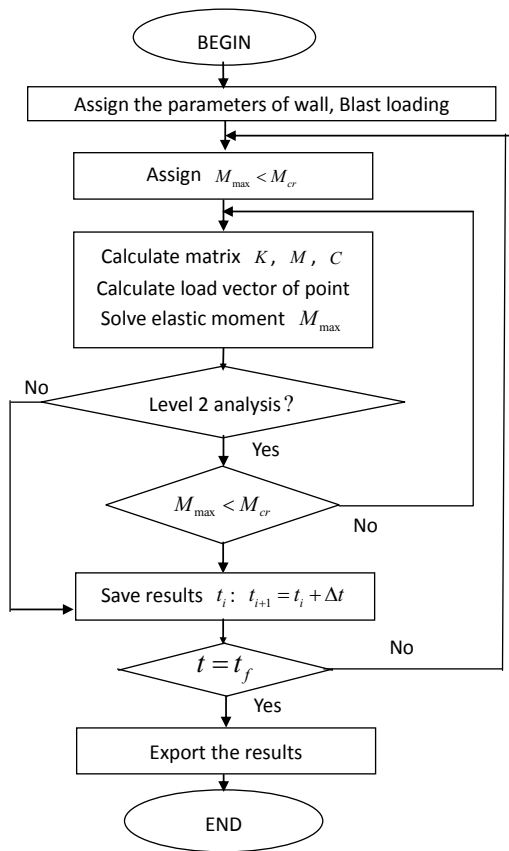 BEGIN
Assign the parameters of wall, Blast loading
Assign M_max < M_cr
Calculate matrix K, M, C
Calculate load vector of point
Solve elastic moment M_max
No
Level 2 analysis?
Yes
M_max < M_cr
No
Save results t_i: t_{i+1} = t_i + Δt
No
t = t_f
Yes
Export the results
END